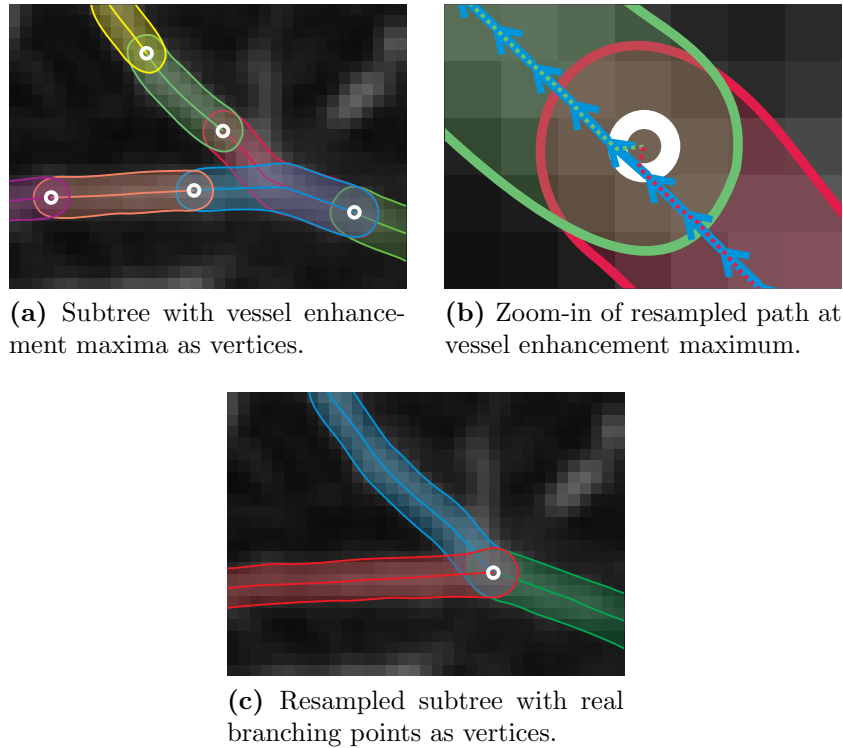 (a) Subtree with vessel enhance-
ment maxima as vertices.
(b) Zoom-in of resampled path at
vessel enhancement maximum.
(c) Resampled subtree with real
branching points as vertices.